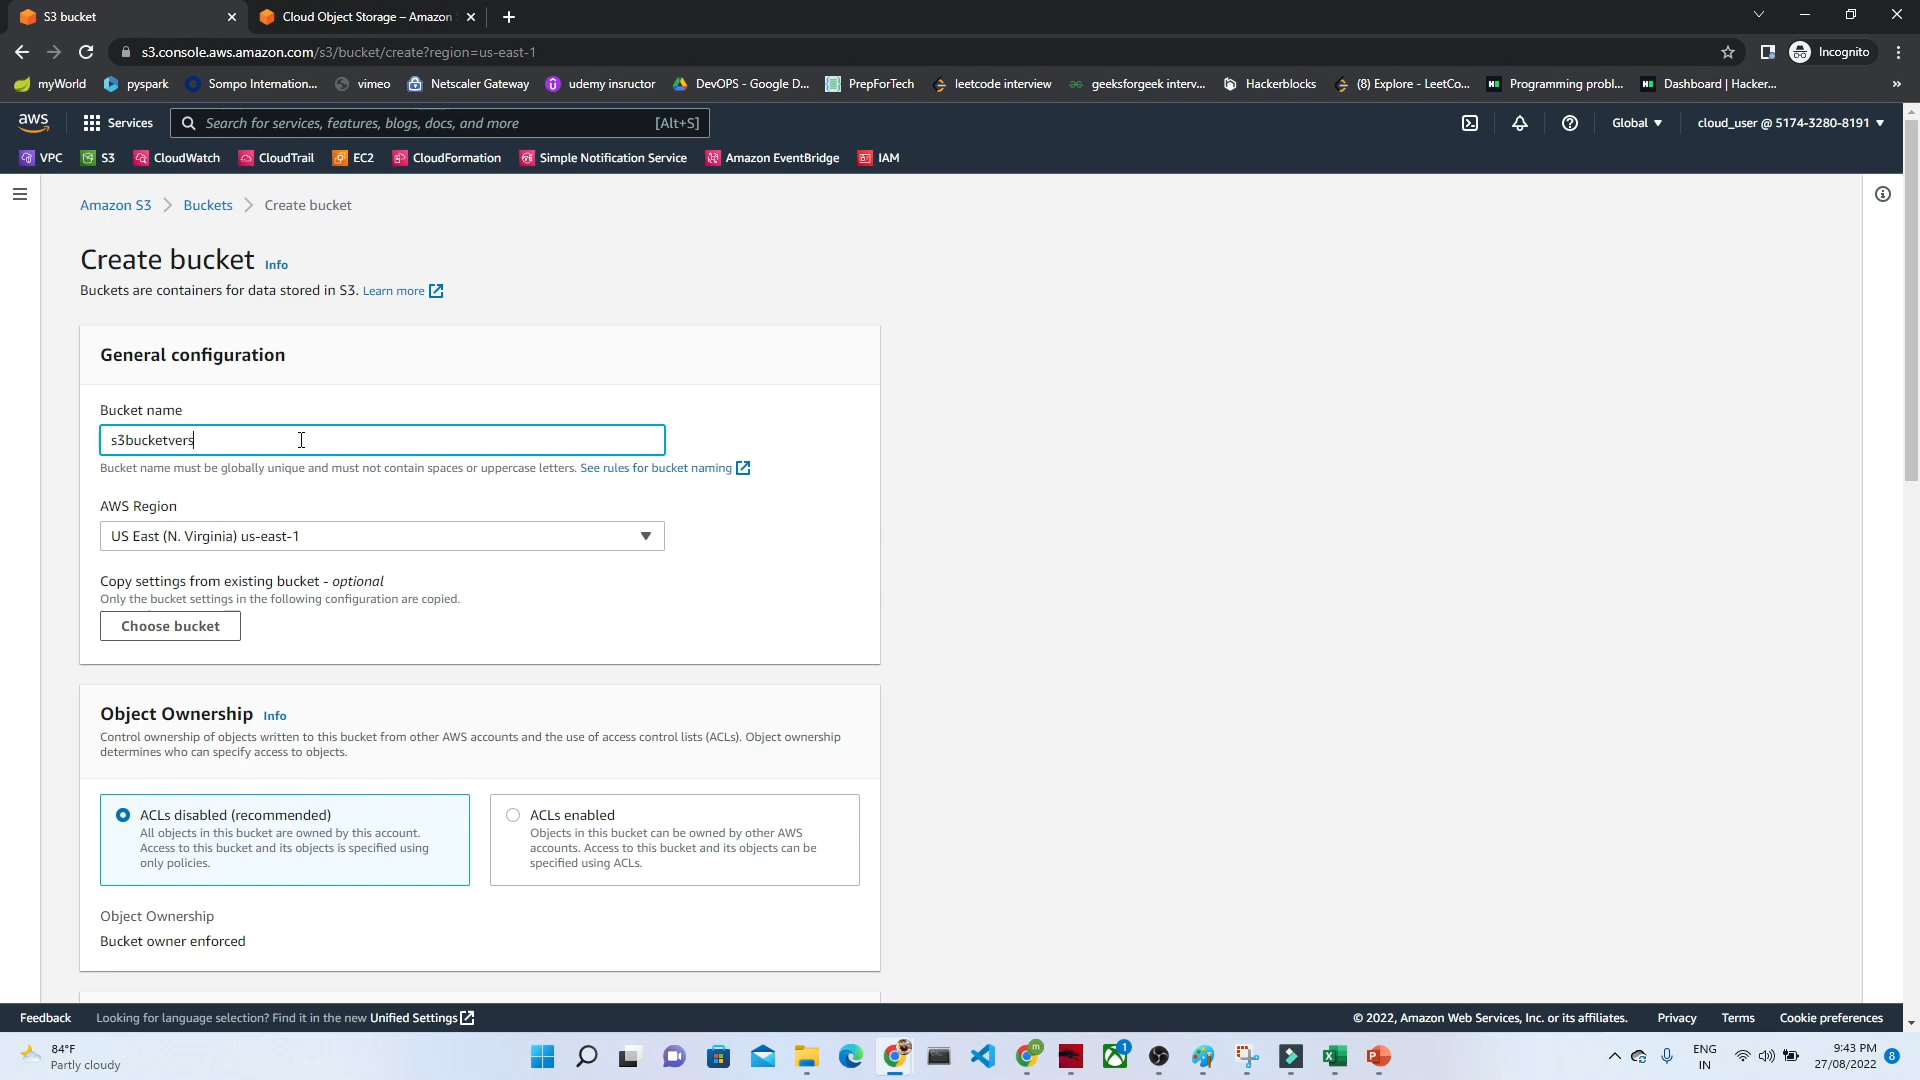 S3 bucket
Cloud Object Storage – Amazon
s3.console.aws.amazon.com/s3/bucket/create?region=us-east-1
Incognito
myWorld
pyspark
Sompo Internation...
vimeo
Netscaler Gateway
udemy insructor
DevOPS - Google D...
PrepForTech
leetcode interview
geeksforgeek interv...
Hackerblocks
(8) Explore - LeetCo...
Programming probl...
Dashboard | Hacker...
aws
Services
Search for services, features, blogs, docs, and more
[Alt+S]
Global
cloud_user @ 5174-3280-8191
VPC
S3
CloudWatch
CloudTrail
EC2
CloudFormation
Simple Notification Service
Amazon EventBridge
IAM
Amazon S3
Buckets
Create bucket
Create bucket Info
Buckets are containers for data stored in S3. Learn more
General configuration
Bucket name
s3bucketvers
Bucket name must be globally unique and must not contain spaces or uppercase letters. See rules for bucket naming
AWS Region
US East (N. Virginia) us-east-1
Copy settings from existing bucket - optional
Only the bucket settings in the following configuration are copied.
Choose bucket
Object Ownership Info
Control ownership of objects written to this bucket from other AWS accounts and the use of access control lists (ACLs). Object ownership
determines who can specify access to objects.
ACLs disabled (recommended)
All objects in this bucket are owned by this account.
Access to this bucket and its objects is specified using
only policies.
ACLs enabled
Objects in this bucket can be owned by other AWS
accounts. Access to this bucket and its objects can be
specified using ACLs.
Object Ownership
Bucket owner enforced
Feedback
Looking for language selection? Find it in the new Unified Settings
© 2022, Amazon Web Services, Inc. or its affiliates.
Privacy
Terms
Cookie preferences
84°F
Partly cloudy
ENG
IN
9:43 PM
27/08/2022
8